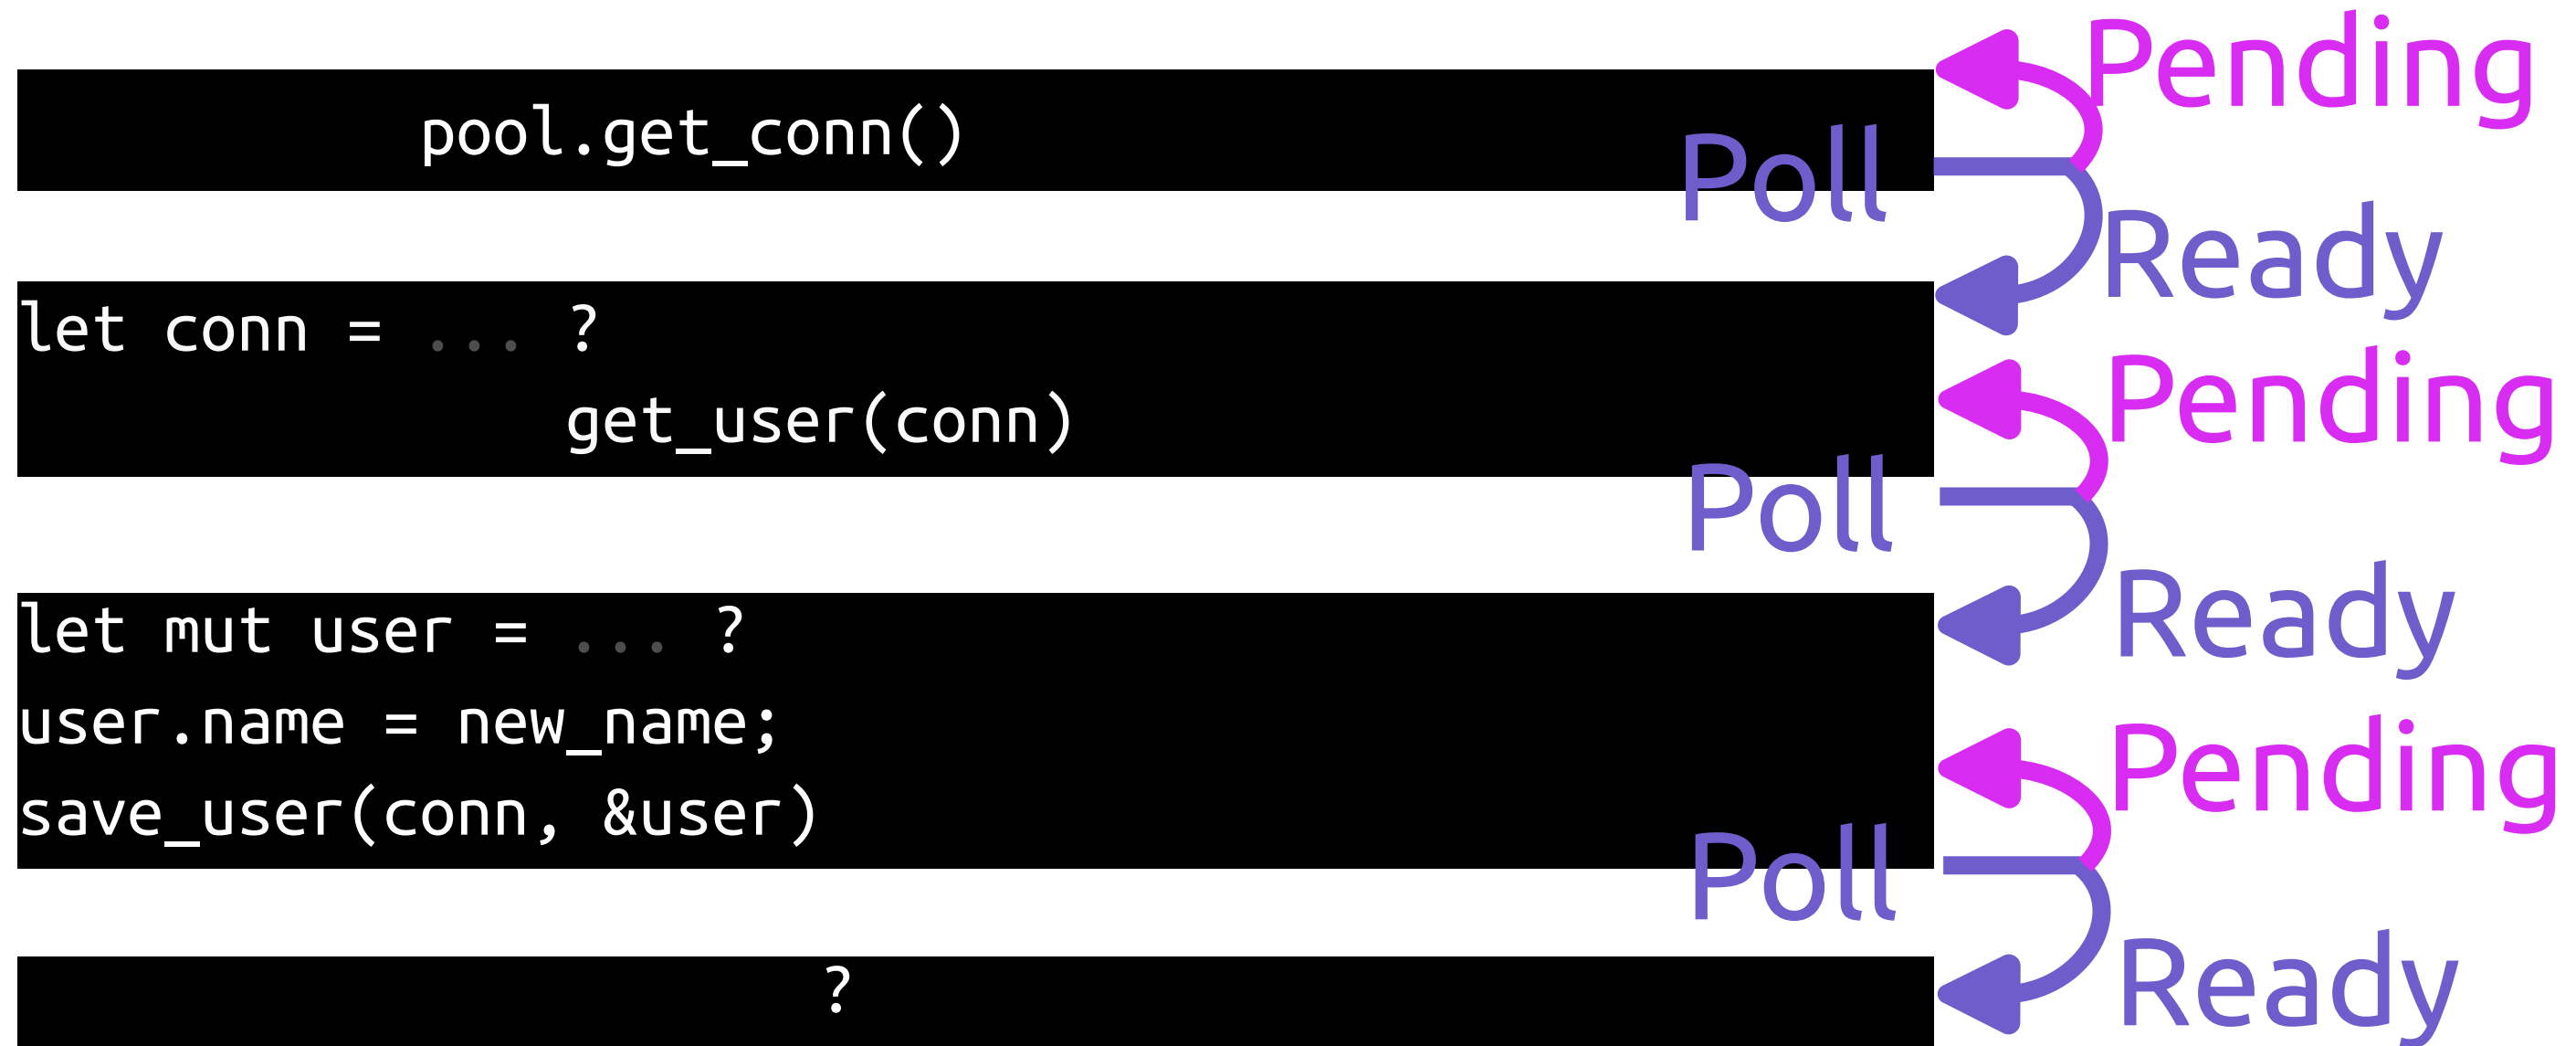 Pending
pool.get_conn()
Poll
Ready
let conn = ... ?
Pending
get_user(conn)
Poll
Ready
let mut user = ... ?
user.name = new_name;
Pending
save_user(conn, &user)
Poll
Ready
?